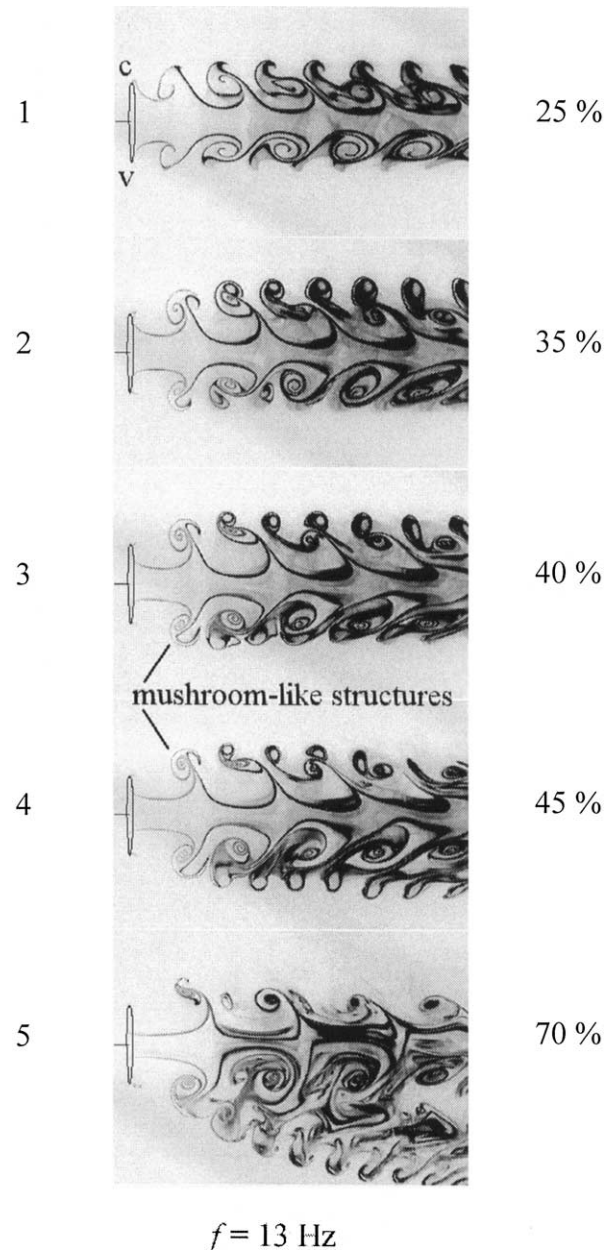 c
1 25 %
v
2 35 %
3 40 %
mushroom-like structures
4 45 %
5 70 %
f = 13 Hz